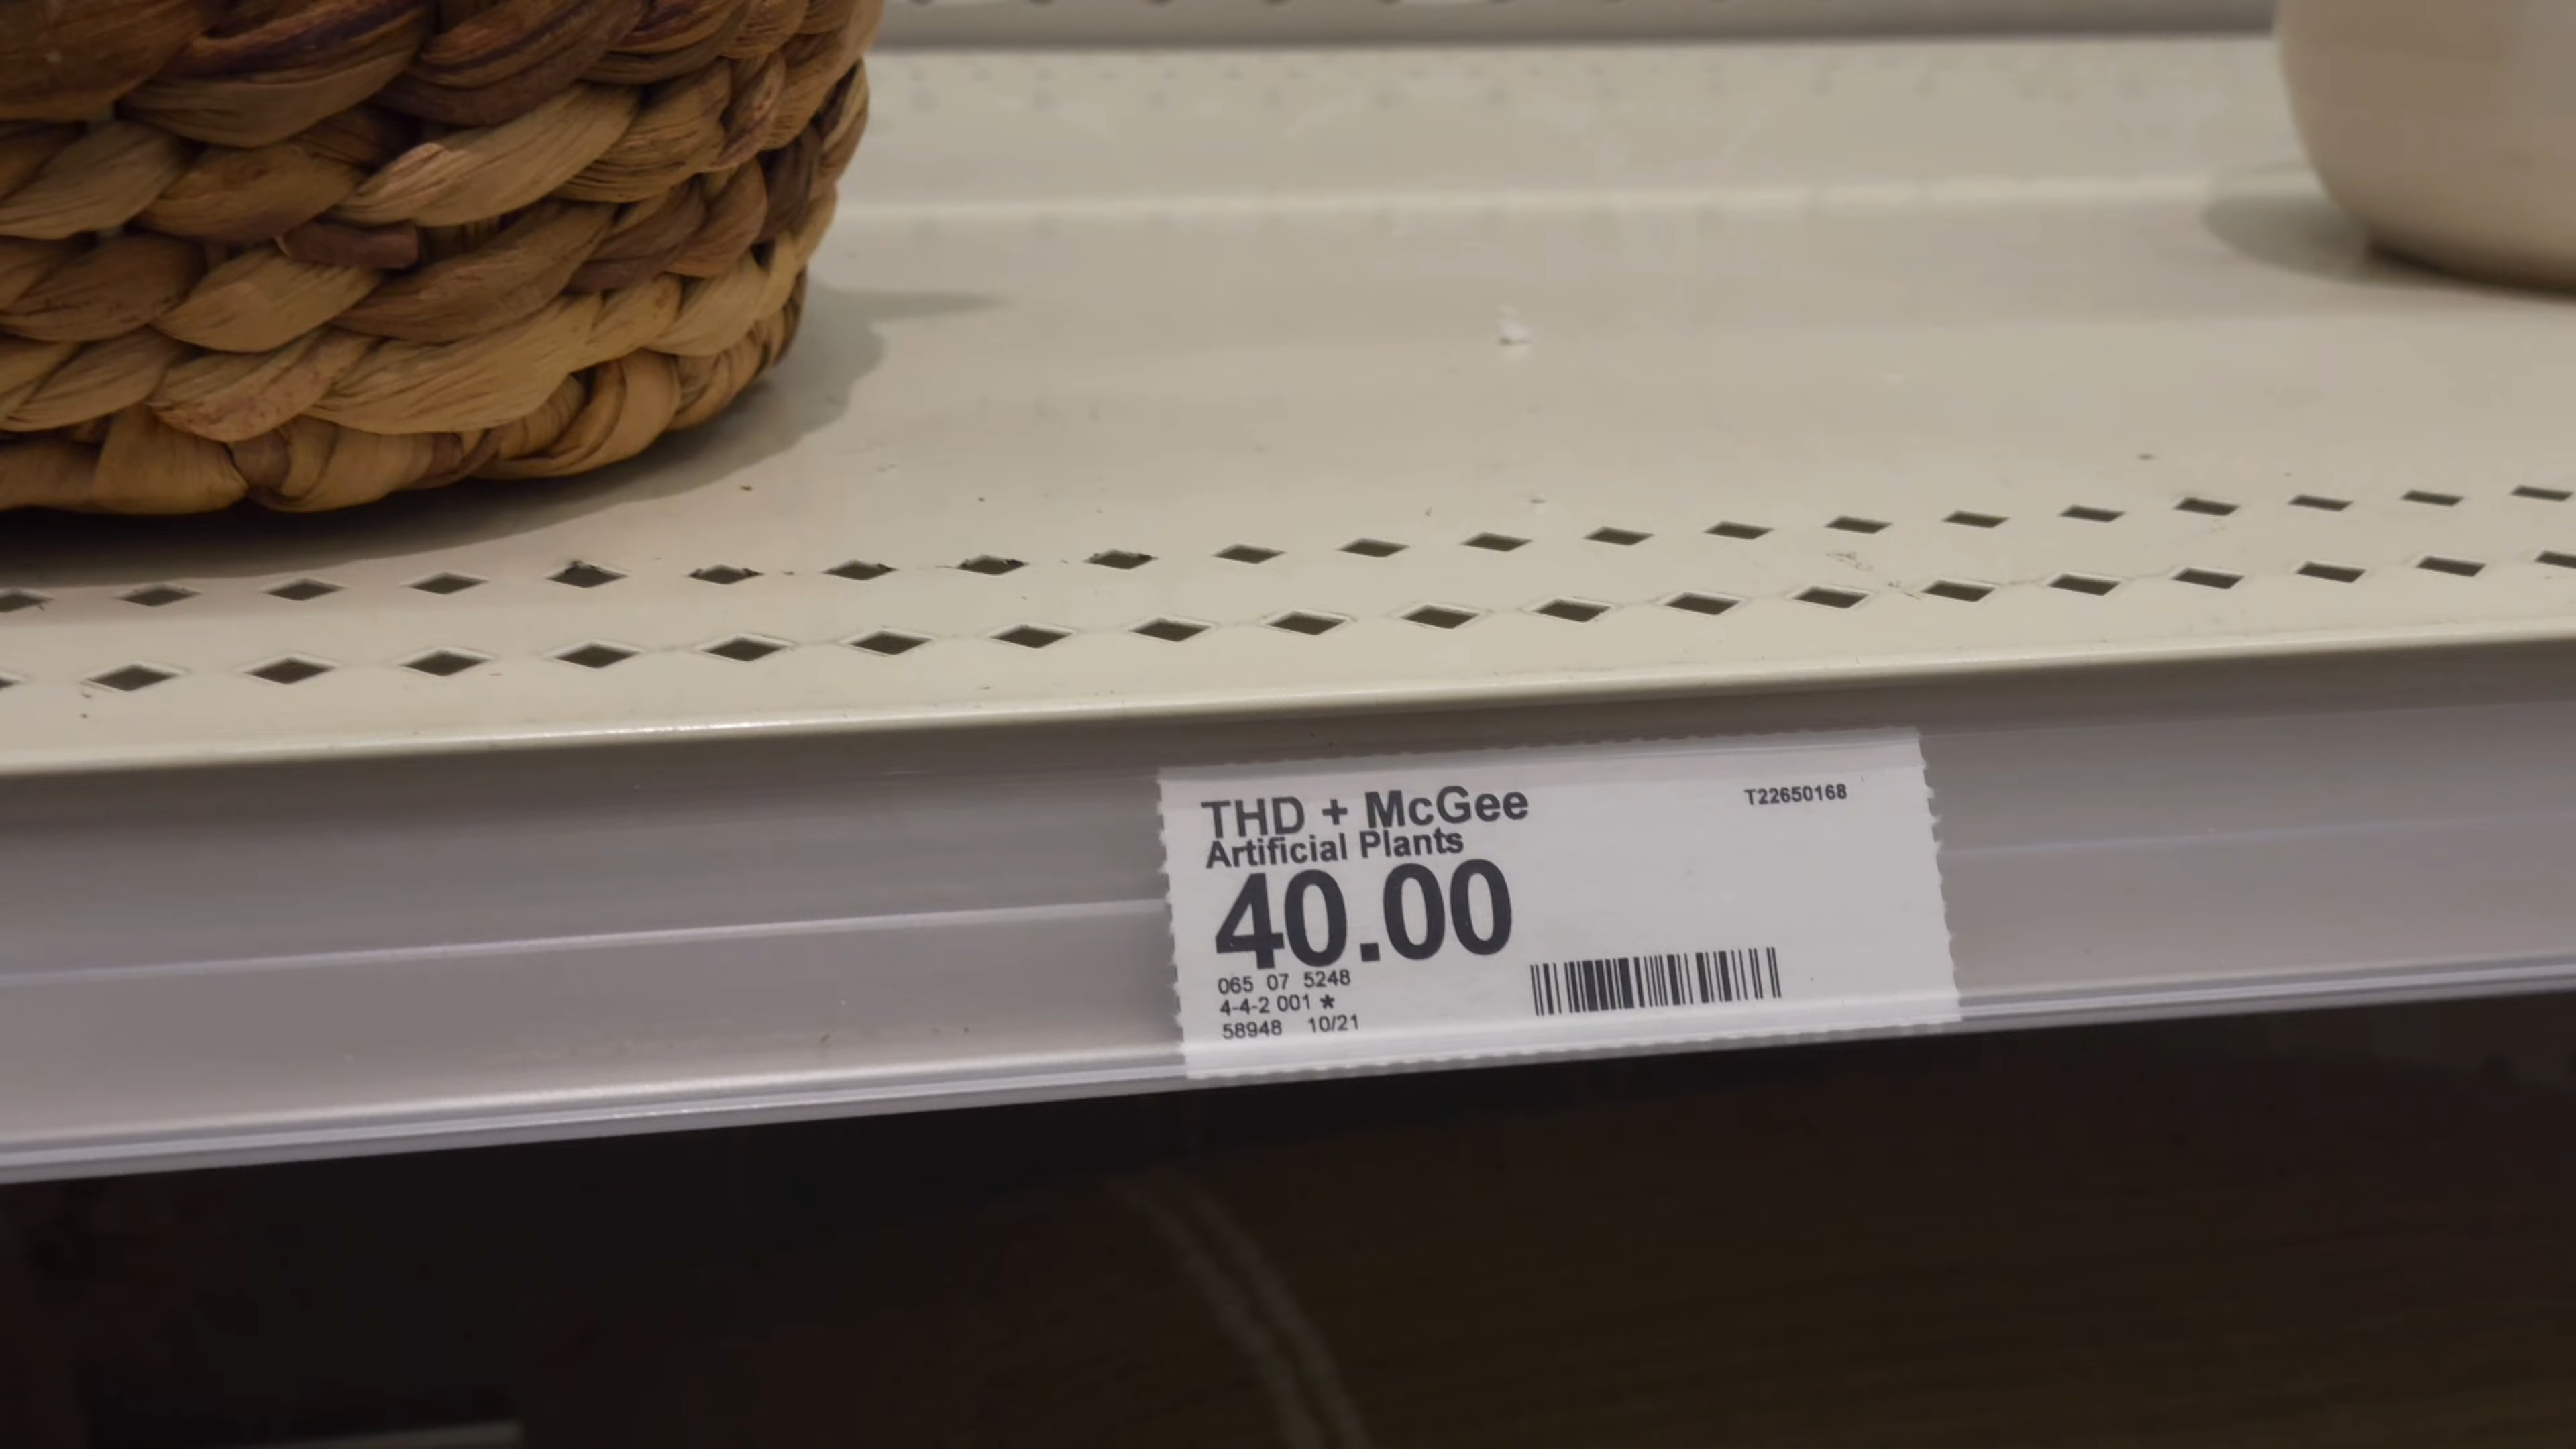 THD + McGee
T22650168
Artificial Plants
40.00
065 07 5248
4-4-2 001 *
58948 10/21